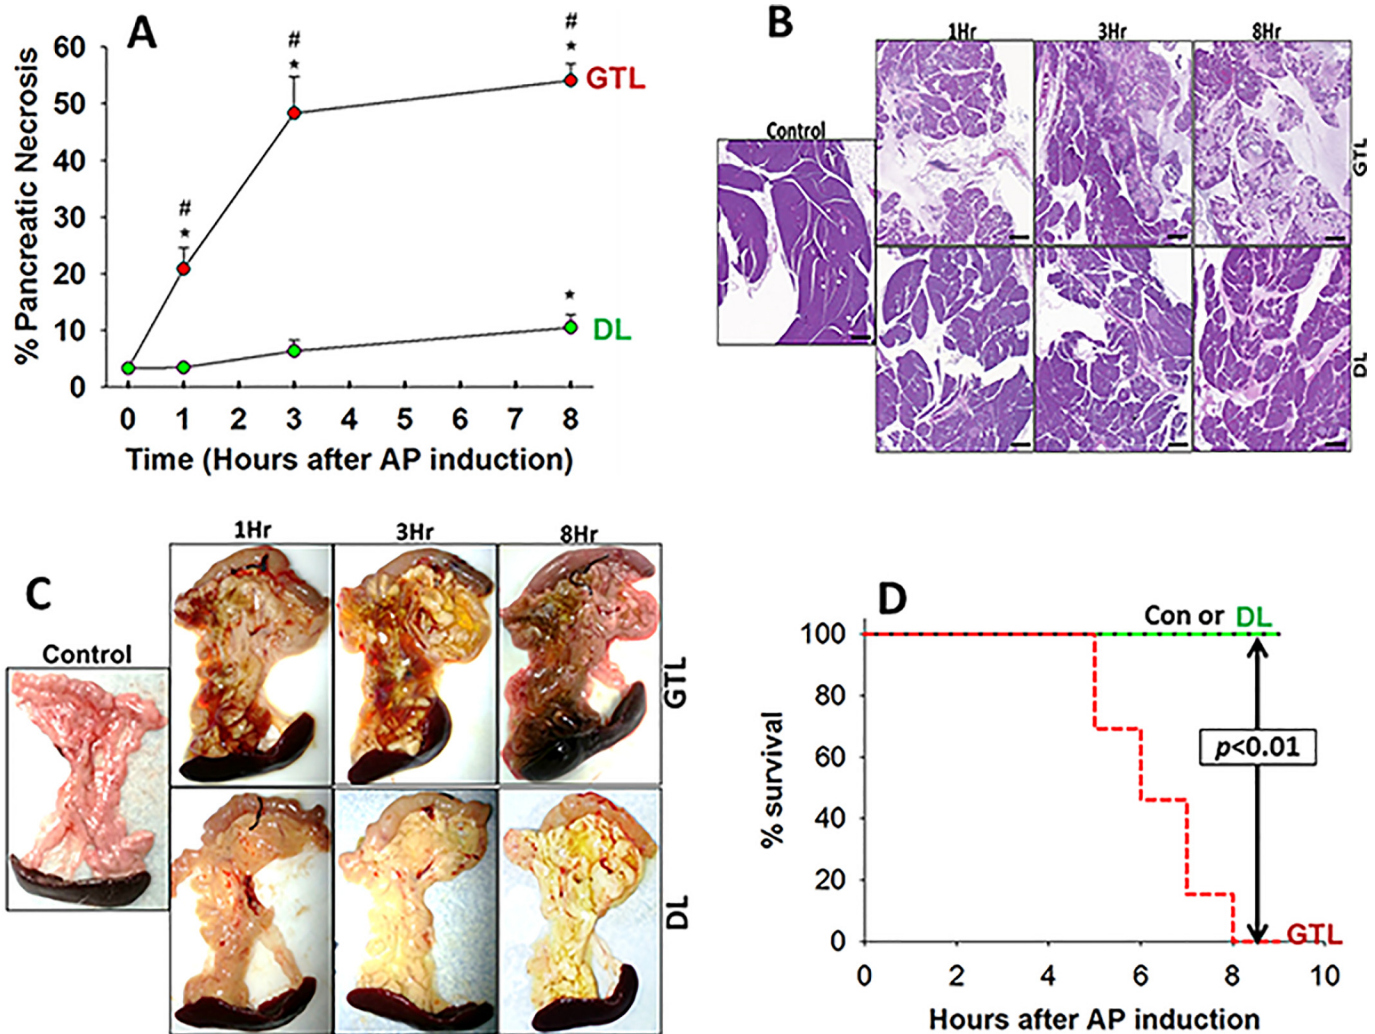 A
60
50
40
30
20
10
0
% Pancreatic Necrosis
#
★
#
★
#
★
GTL
★
DL
0 1 2 3 4 5 6 7 8
Time (Hours after AP induction)
B
1Hr 3Hr 8Hr
Control
GTL
DL
C
1Hr 3Hr 8Hr
Control
GTL
DL
D
Con or DL
100
80
60
40
20
0
% survival
p<0.01
GTL
0 2 4 6 8 10
Hours after AP induction